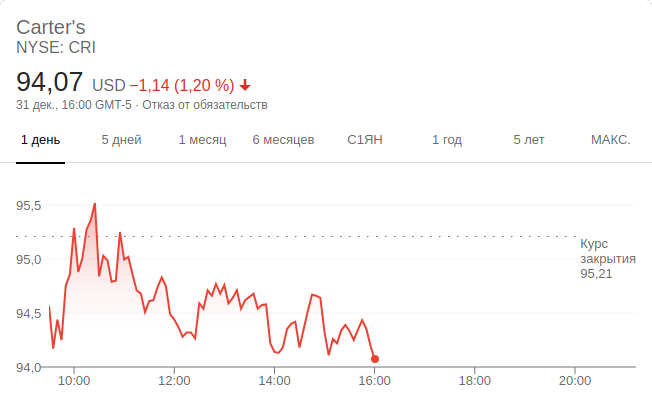 Carter's
NYSE: CRI
94,07 USD −1,14 (1,20 %)
31 дек., 16:00 GMT-5 · Отказ от обязательств
1 день 5 дней 1 месяц 6 месяцев С1ЯН 1 год 5 лет МАКС.
95,5
95,0
94,5
94,0
Курс
закрытия
95,21
10:00 12:00 14:00 16:00 18:00 20:00